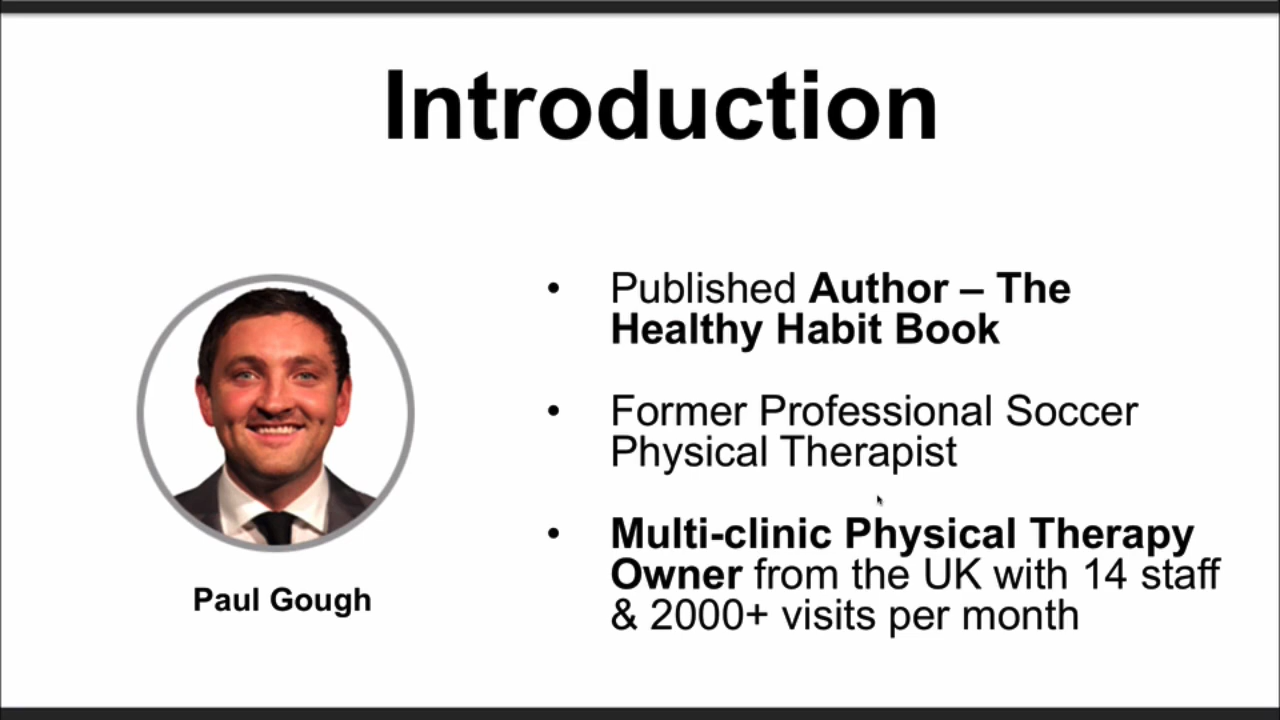 Introduction
• Published Author – The
Healthy Habit Book
• Former Professional Soccer
Physical Therapist
• Multi-clinic Physical Therapy
Owner from the UK with 14 staff
& 2000+ visits per month
Paul Gough